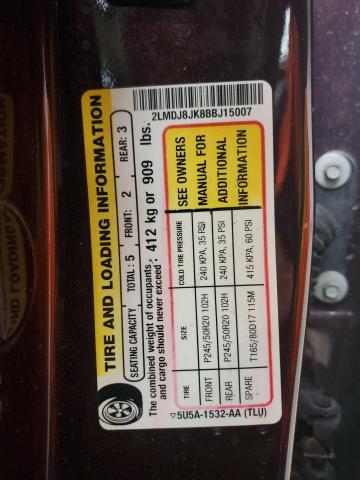 TIRE AND LOADING INFORMATION
SEATING CAPACITY TOTAL : 5 FRONT: 2 REAR: 3
The combined weight of occupants
and cargo should never exceed : 412 kg or 909 lbs.
TIRE SIZE COLD TIRE PRESSURE SEE OWNERS
FRONT P245/50R20 102H 240 KPA, 35 PSI MANUAL FOR
REAR P245/50R20 102H 240 KPA, 35 PSI ADDITIONAL
SPARE T165/80D17 115M 415 KPA, 60 PSI INFORMATION
5U5A-1532-AA (TLU) 2LMDJ8JK8BBJ15007